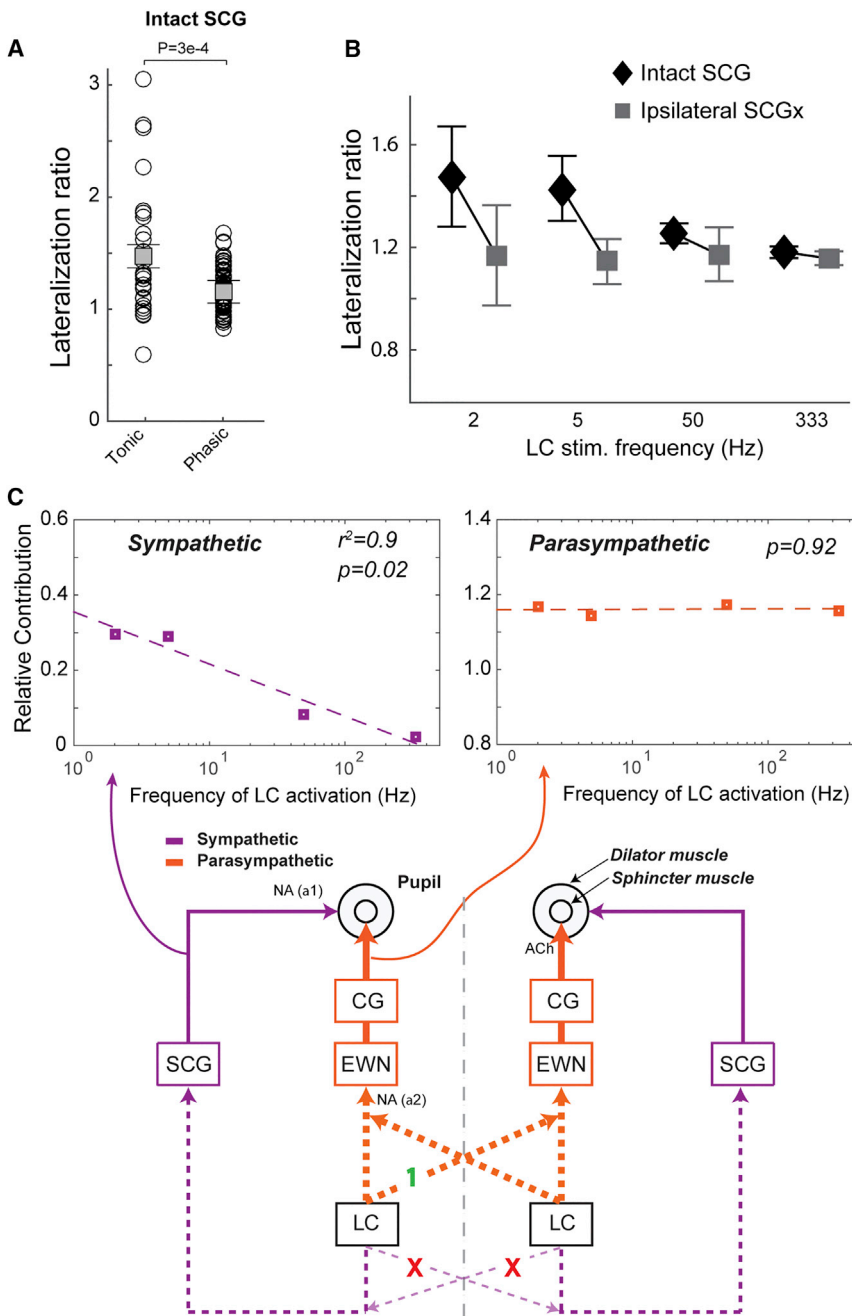 Intact SCG
A
P=3e-4
3
2
1
0
Lateralization ratio
Tonic
Phasic
B
Intact SCG
Ipsilateral SCGx
1.6
1.2
0.8
Lateralization ratio
2 5 50 333
LC stim. frequency (Hz)
C
0.6
0.4
0.2
0
Relative Contribution
Sympathetic
r²=0.9
p=0.02
10⁰ 10¹ 10²
Frequency of LC activation (Hz)
1.4
1.2
1.0
0.8
Parasympathetic
p=0.92
10⁰ 10¹ 10²
Frequency of LC activation (Hz)
Sympathetic
Parasympathetic
NA (a1)
Pupil
Dilator muscle
Sphincter muscle
ACh
CG
CG
SCG
EWN
EWN
SCG
NA (a2)
1
LC
LC
X
X